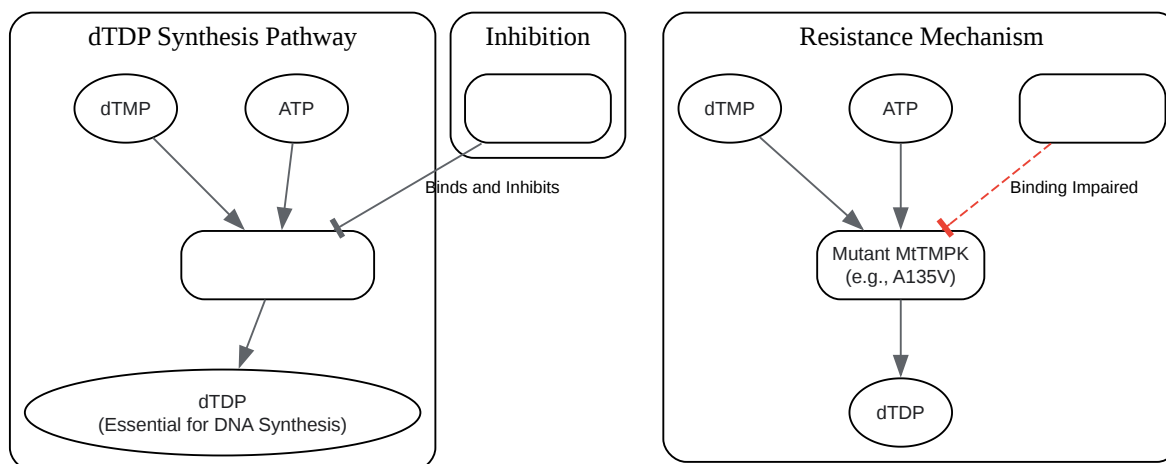 dTDP Synthesis Pathway
dTMP
ATP
dTDP
(Essential for DNA Synthesis)
Inhibition
Binds and Inhibits
Resistance Mechanism
dTMP
ATP
Binding Impaired
Mutant MtTMPK
(e.g., A135V)
dTDP